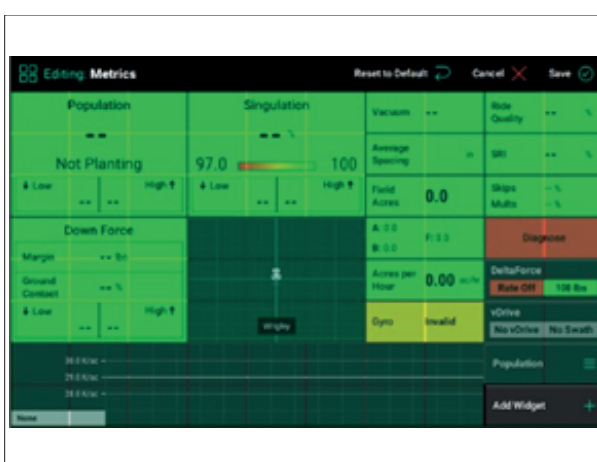 Editing: Metrics
Reset to Default
Cancel
Save
Population
--
Not Planting
Low
High
-- --
Singulation
-- %
97.0
100
Low
High
-- --
Vacuum --
Ride Quality -- %
Average Spacing in
SRI -- %
Field Acres 0.0
Skips -- %
Mults -- %
Down Force
Margin -- lbs
Ground Contact -- %
Low
High
-- --
Wrigley
A: 0.0
B: 0.0
F: 0.0
Diagnose
Acres per Hour 0.00 ac/hr
DeltaForce
Rate Off 108 lbs
Gyro Invalid
vDrive
No vDrive No Swath
Population
Add Widget
None